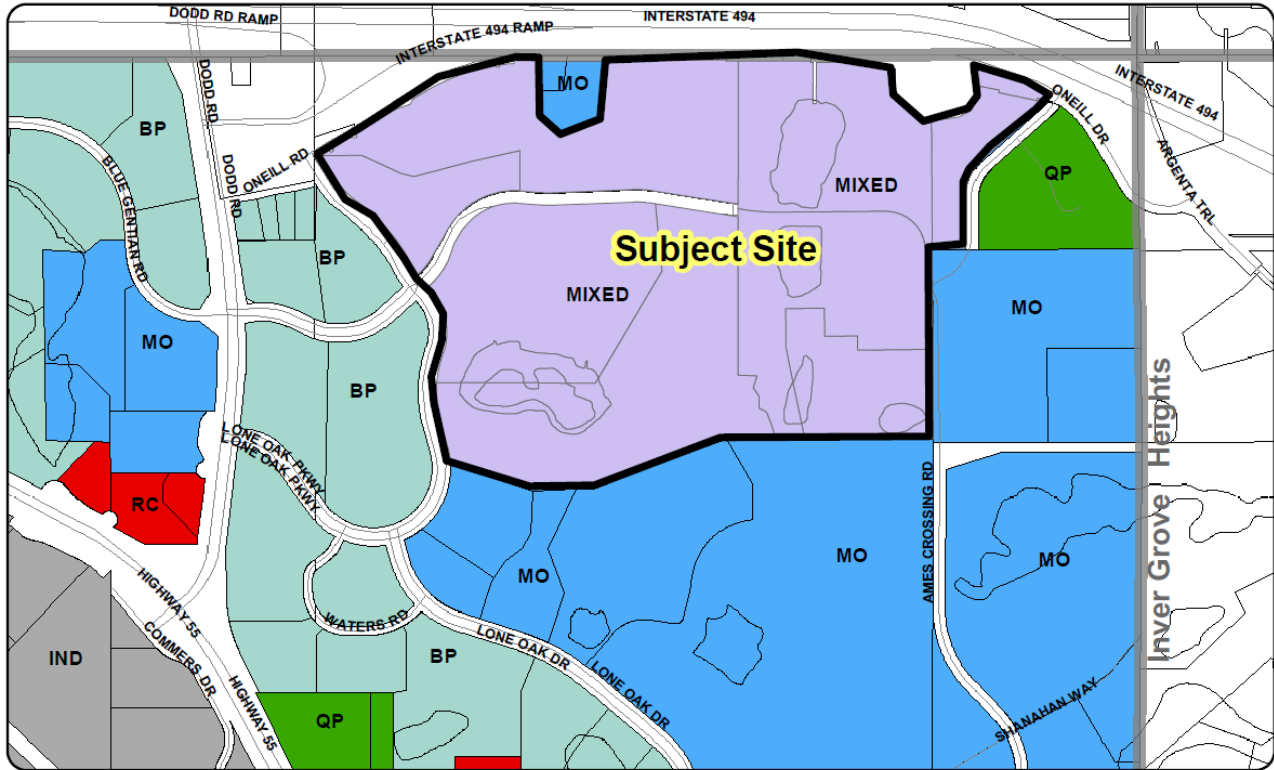 DODD RD RAMP
INTERSTATE 494
INTERSTATE 494 RAMP
INTERSTATE 494
DODD RD
MO
BP
ONEILL DR
BLUE GENTIAN RD
DODD RD
ONEILL RD
ARGENTA TRL
QP
MIXED
Subject Site
BP
MIXED
MO
MO
BP
Inver Grove Heights
LONE OAK PKWY
LONE OAK PKWY
RC
AMES CROSSING RD
MO
MO
MO
HIGHWAY 55
COMMERS DR
WATERS RD
LONE OAK DR
IND
BP
LONE OAK DR
HIGHWAY 55
QP
SHANAHAN WAY